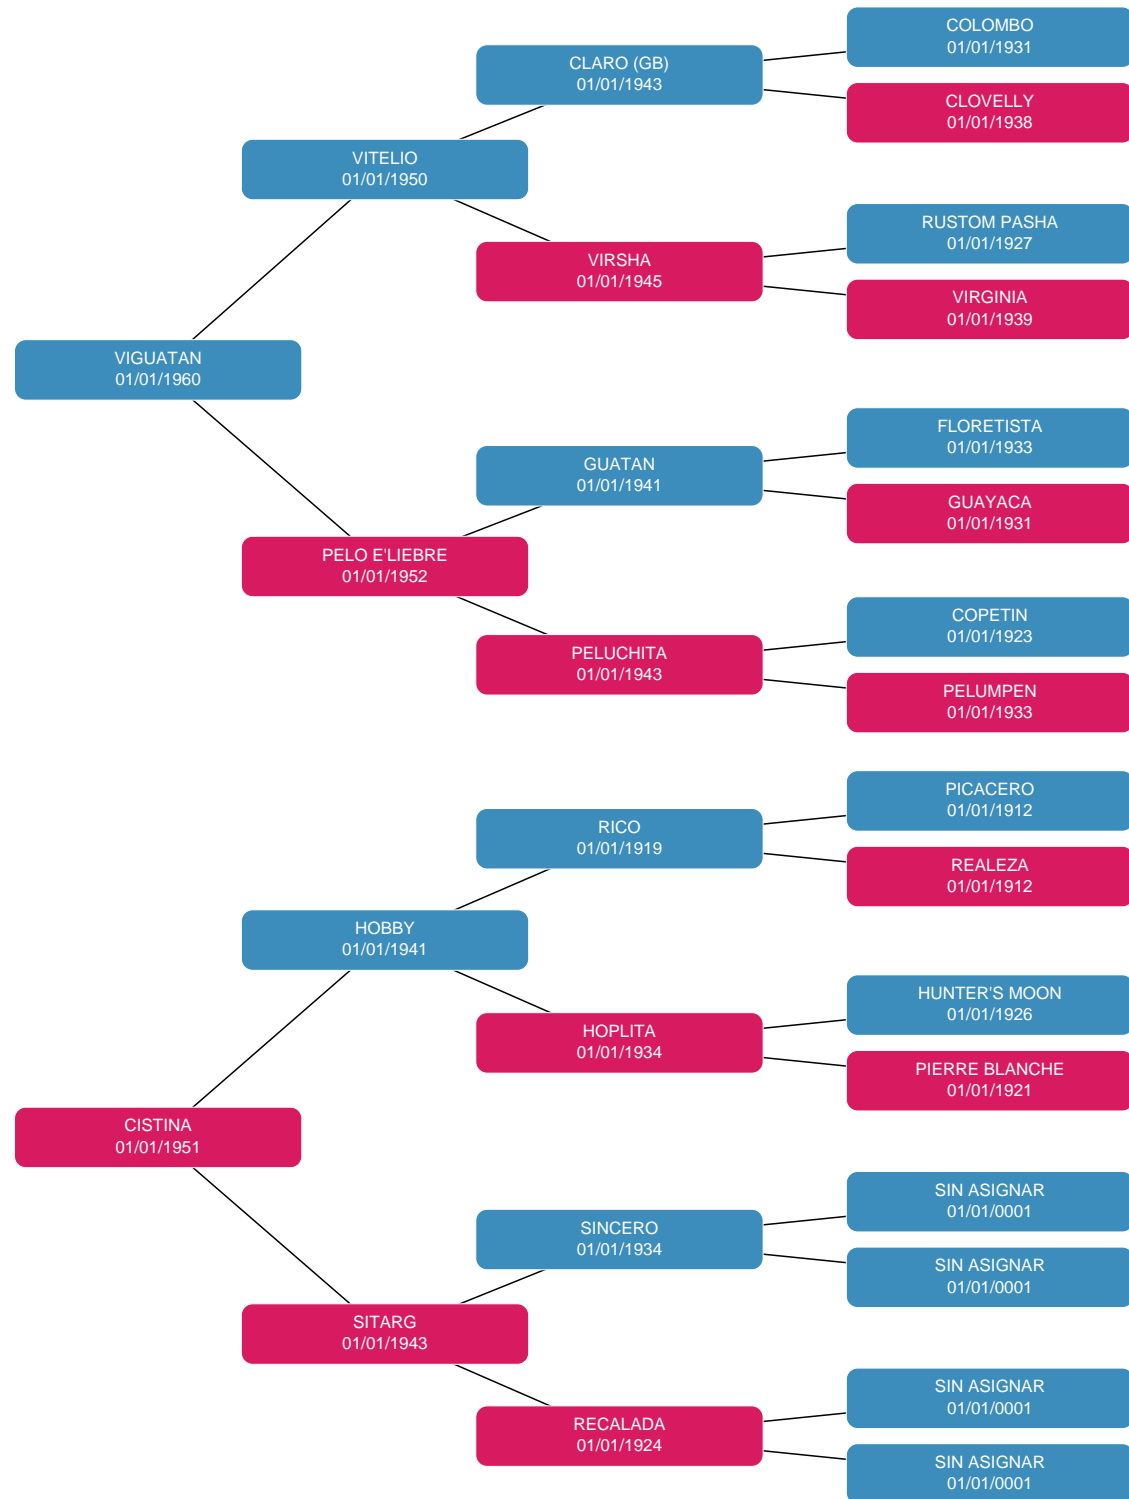 COLOMBO
01/01/1931
CLARO (GB)
01/01/1943
CLOVELLY
01/01/1938
VITELIO
01/01/1950
RUSTOM PASHA
01/01/1927
VIRSHA
01/01/1945
VIRGINIA
01/01/1939
VIGUATAN
01/01/1960
FLORETISTA
01/01/1933
GUATAN
01/01/1941
GUAYACA
01/01/1931
PELO E'LIEBRE
01/01/1952
COPETIN
01/01/1923
PELUCHITA
01/01/1943
PELUMPEN
01/01/1933
PICACERO
01/01/1912
RICO
01/01/1919
REALEZA
01/01/1912
HOBBY
01/01/1941
HUNTER'S MOON
01/01/1926
HOPLITA
01/01/1934
PIERRE BLANCHE
01/01/1921
CISTINA
01/01/1951
SIN ASIGNAR
01/01/0001
SINCERO
01/01/1934
SIN ASIGNAR
01/01/0001
SITARG
01/01/1943
SIN ASIGNAR
01/01/0001
RECALADA
01/01/1924
SIN ASIGNAR
01/01/0001